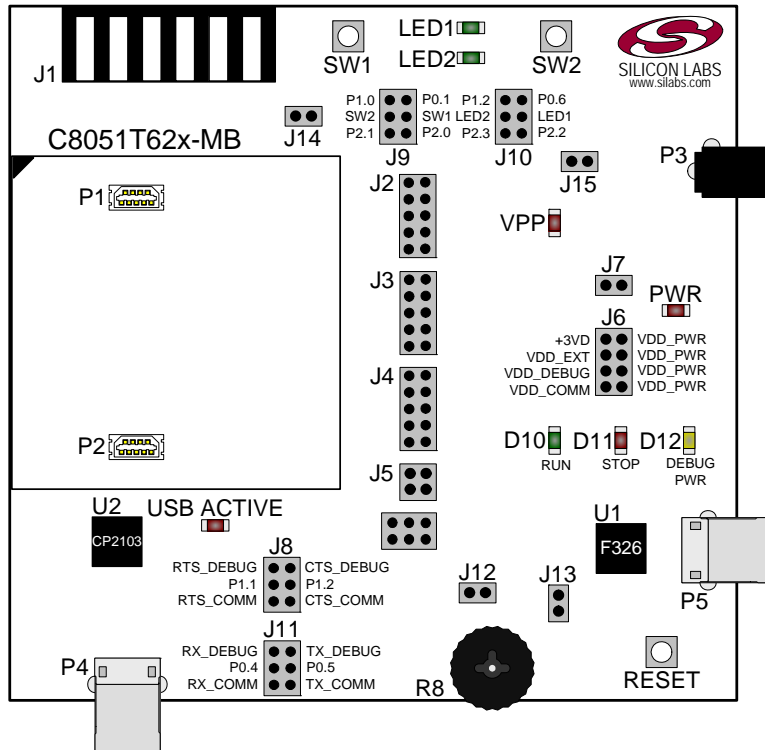 LED1
LED2
J1
SW1
SW2
SILICON LABS
www.silabs.com
P1.0 P0.1 P1.2 P0.6
SW2 SW1 LED2 LED1
P2.1 P2.0 P2.3 P2.2
J14
J9
J10
C8051T62x-MB
P3
J15
P1
J2
VPP
J7
J3
PWR
J6
+3VD VDD_PWR
VDD_EXT VDD_PWR
VDD_DEBUG VDD_PWR
VDD_COMM VDD_PWR
J4
P2
D10
D11
D12
RUN
STOP
DEBUG
PWR
J5
U2
USB ACTIVE
CP2103
U1
F326
J8
RTS_DEBUG CTS_DEBUG
P1.1 P1.2
RTS_COMM CTS_COMM
J12
J13
P5
J11
RX_DEBUG TX_DEBUG
P0.4 P0.5
RX_COMM TX_COMM
P4
R8
RESET